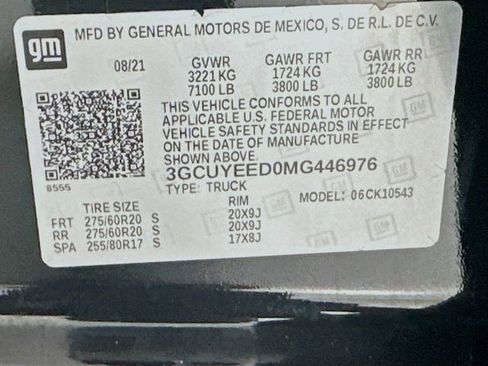 gm
MFD BY GENERAL MOTORS DE MEXICO, S. DE R.L. DE C.V.
08/21 GVWR GAWR FRT GAWR RR
3221 KG 1724 KG 1724 KG
7100 LB 3800 LB 3800 LB
THIS VEHICLE CONFORMS TO ALL
APPLICABLE U.S. FEDERAL MOTOR
VEHICLE SAFETY STANDARDS IN EFFECT
ON THE DATE OF MANUFACTURE
SHOWN ABOVE.
8555 3GCUYEED0MG446976
TYPE: TRUCK MODEL: 06CK10543
TIRE SIZE RIM
FRT 275/60R20 S 20X9J
RR 275/60R20 S 20X9J
SPA 255/80R17 S 17X8J